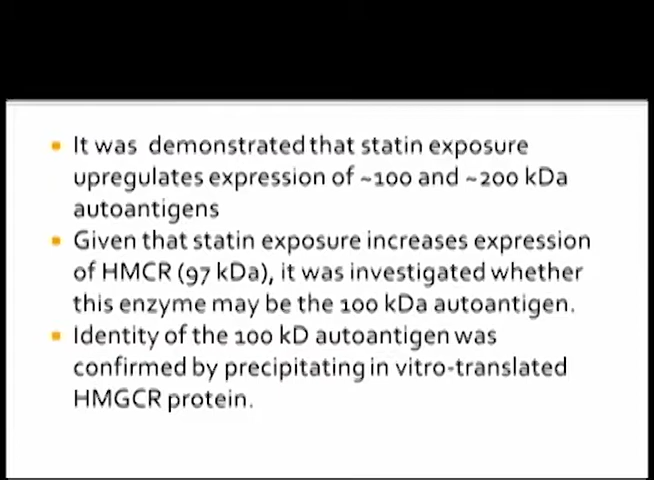 It was demonstrated that statin exposure
upregulates expression of ~100 and ~200 kDa
autoantigens
Given that statin exposure increases expression
of HMCR (97 kDa), it was investigated whether
this enzyme may be the 100 kDa autoantigen.
Identity of the 100 kD autoantigen was
confirmed by precipitating in vitro-translated
HMGCR protein.